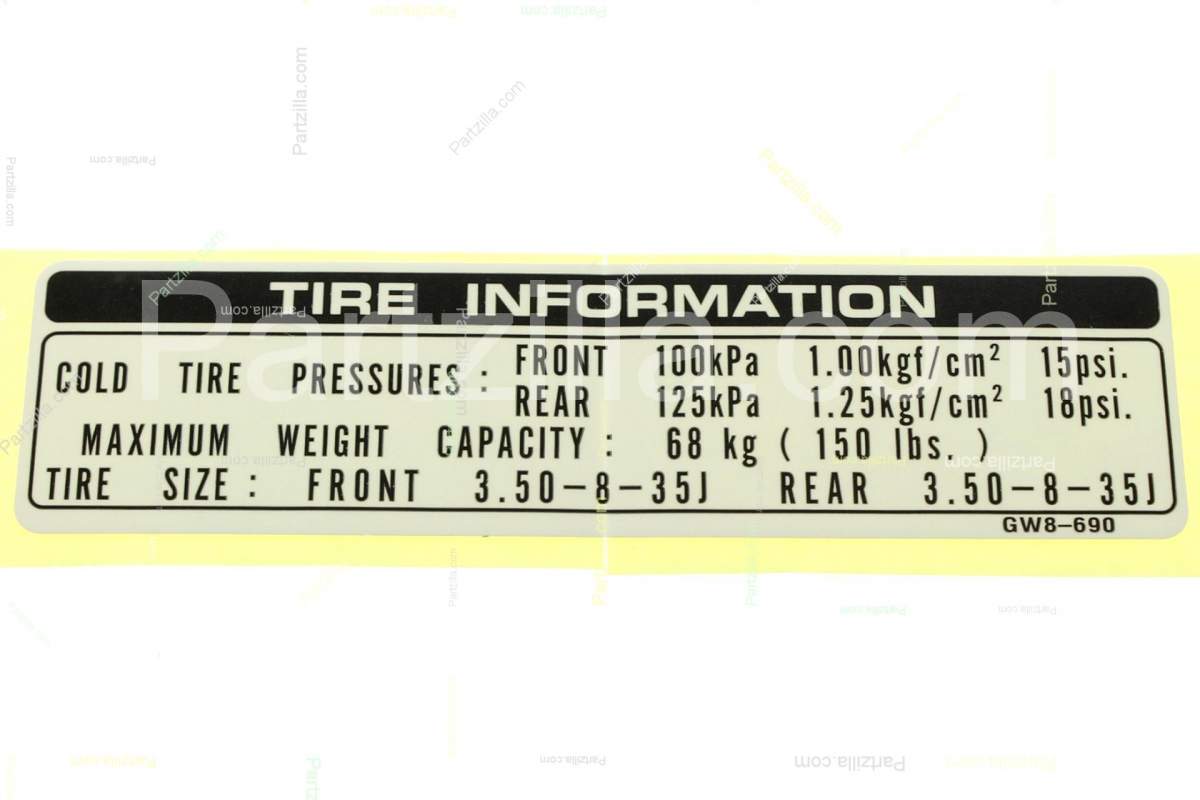 TIRE INFORMATION
COLD TIRE PRESSURES: FRONT 100kPa 1.00kgf/cm² 15psi.
REAR 125kPa 1.25kgf/cm² 18psi.
MAXIMUM WEIGHT CAPACITY: 68 kg (150 lbs.)
TIRE SIZE: FRONT 3.50-8-35J REAR 3.50-8-35J
GW8-690
Partzilla.com